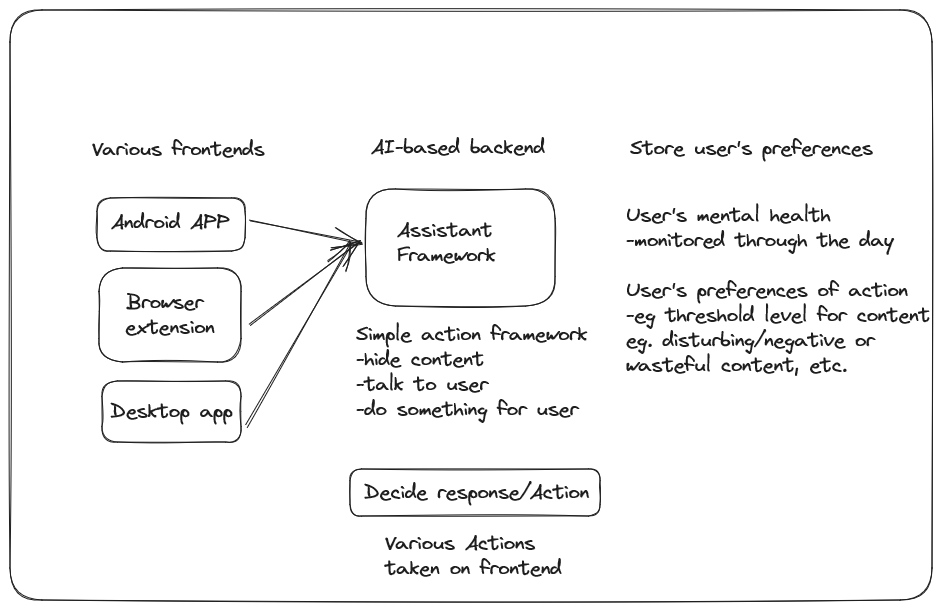 Various frontends
Android APP
Browser
extension
Desktop app
AI-based backend
Assistant
Framework
Simple action framework
-hide content
-talk to user
-do something for user
Decide response/Action
Various Actions
taken on frontend
Store user's preferences
User's mental health
-monitored through the day
User's preferences of action
-eg threshold level for content
eg. disturbing/negative or
wasteful content, etc.